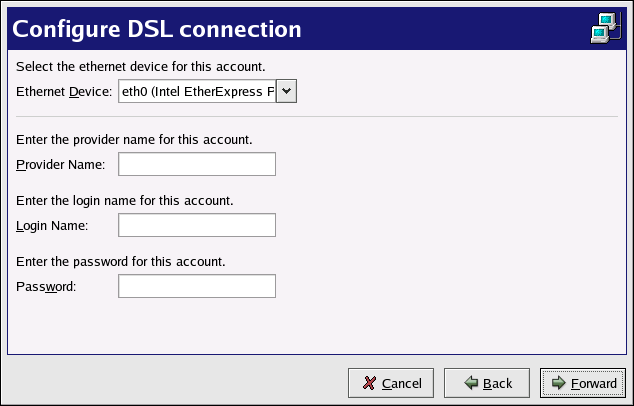 Configure DSL connection
Select the ethernet device for this account.
Ethernet Device: eth0 (Intel EtherExpress P
Enter the provider name for this account.
Provider Name:
Enter the login name for this account.
Login Name:
Enter the password for this account.
Password:
Cancel Back Forward